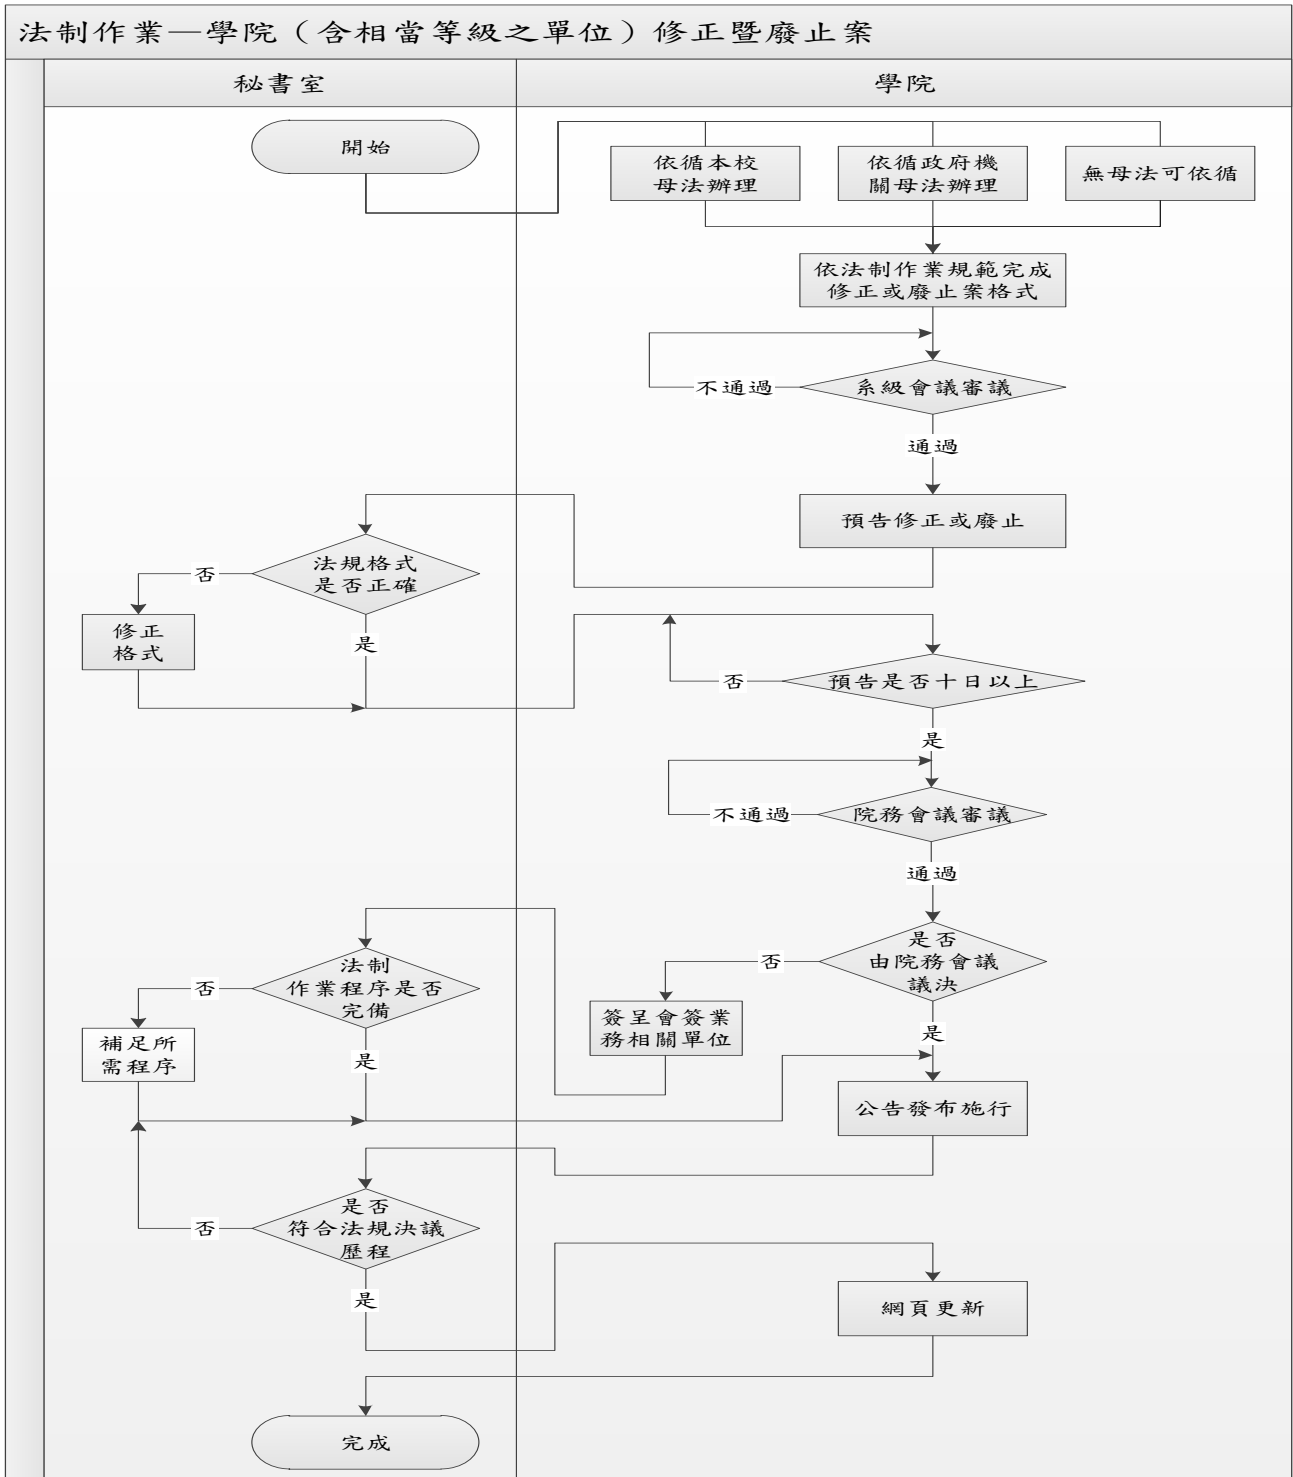 法制作業—學院（含相當等級之單位）修正暨廢止案
秘書室
學院
開始
依循本校
母法辦理
依循政府機
關母法辦理
無母法可依循
依法制作業規範完成
修正或廢止案格式
不通過
系級會議審議
通過
預告修正或廢止
法規格式
是否正確
否
修正
格式
是
否
預告是否十日以上
是
不通過
院務會議審議
通過
是否
由院務會議
議決
否
簽呈會簽業
務相關單位
是
法制
作業程序是否
完備
否
補足所
需程序
是
公告發布施行
是否
符合法規決議
歷程
否
是
網頁更新
完成